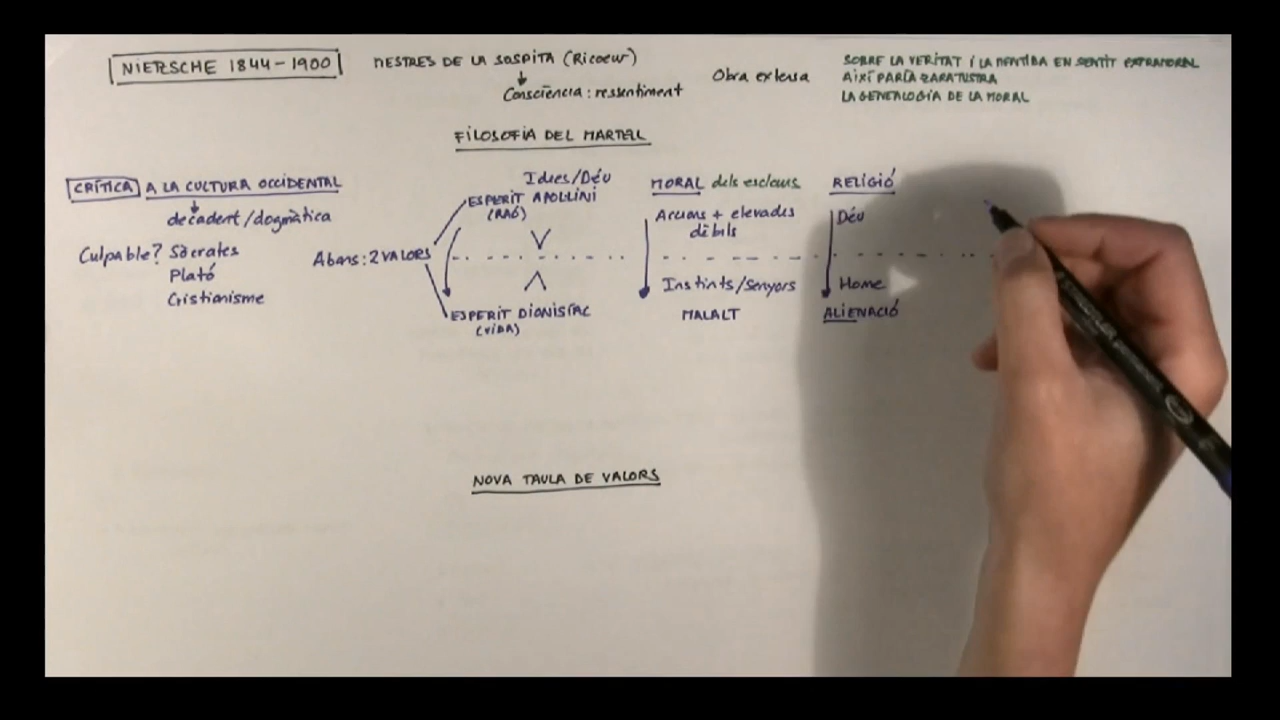 NIETZSCHE 1844-1900
MESTRES DE LA SOSPITA (Ricoeur)
Consciència: ressentiment
Obra extensa
SOBRE LA VERITAT I LA MENTIDA EN SENTIT EXTRAMORAL
AIXÍ PARLÀ ZARATUSTRA
LA GENEALOGIA DE LA MORAL
FILOSOFIA DEL MARTELL
CRÍTICA A LA CULTURA OCCIDENTAL
decadent/dogmàtica
Culpable? Sòcrates
Plató
Cristianisme
Abans: 2 VALORS
Idees/Déu
ESPERIT APOL·LINI
(RAÓ)
ESPERIT DIONISÍAC
(VIDA)
MORAL dels esclaus
Accions + elevades
dèbils
Instints/Senyors
MALALT
RELIGIÓ
Déu
Home
ALIENACIÓ
NOVA TAULA DE VALORS